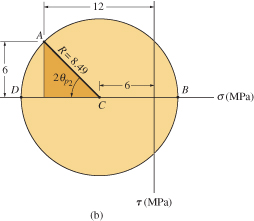 12
A
R = 8.49
6
2θp2
6
D
C
B
σ (MPa)
τ (MPa)
(b)